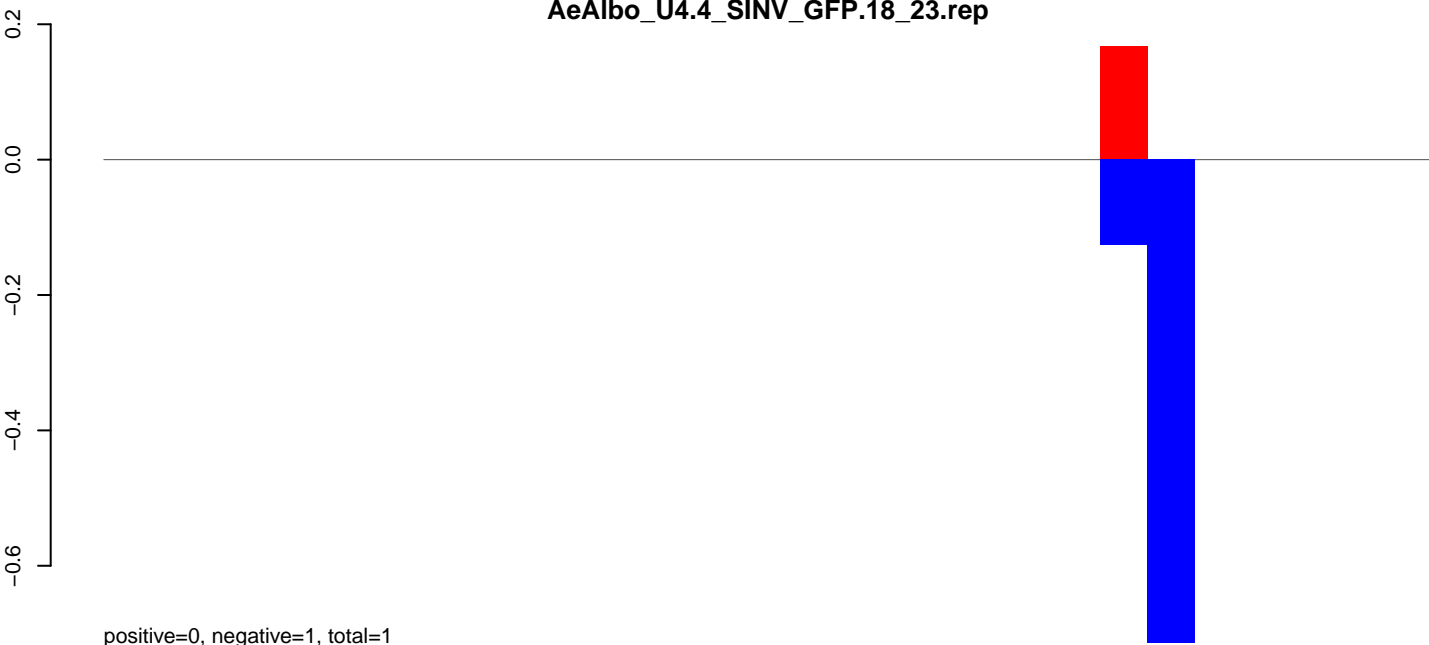 AeAlbo_U4.4_SINV_GFP.18_23.rep
0.2
0.0
−0.2
−0.4
−0.6
positive=0, negative=1, total=1